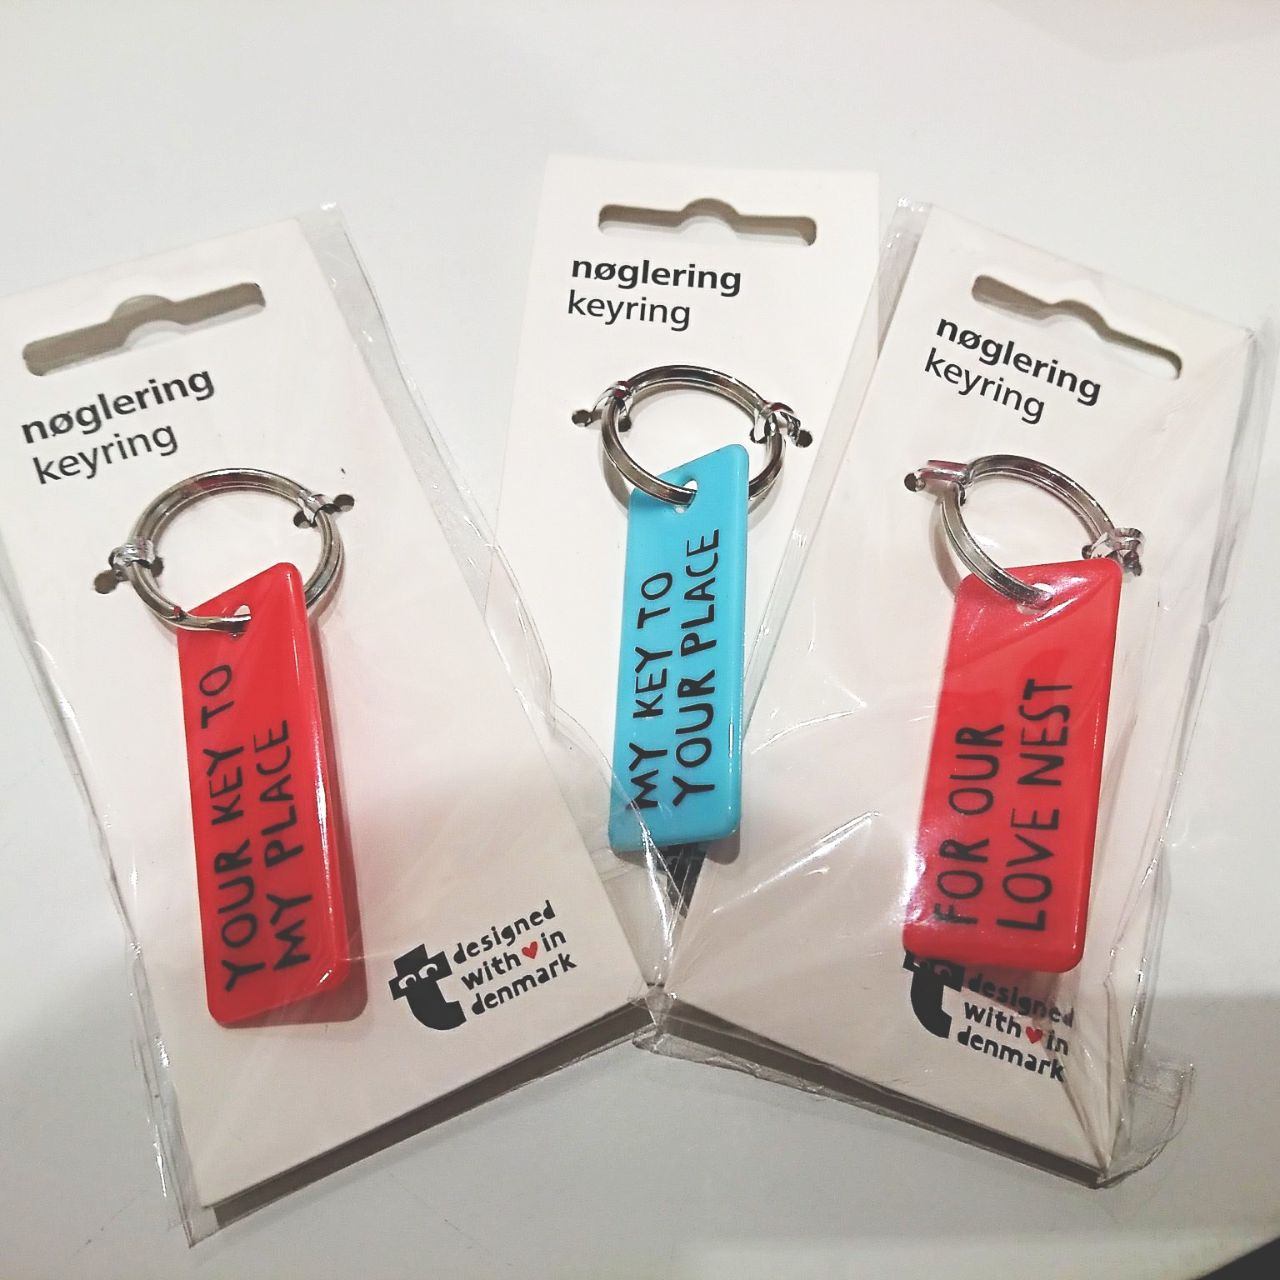 nøglering
keyring
YOUR KEY TO
MY PLACE
designed
with in
denmark
nøglering
keyring
MY KEY TO
YOUR PLACE
nøglering
keyring
FOR OUR
LOVE NEST
designed
with in
denmark